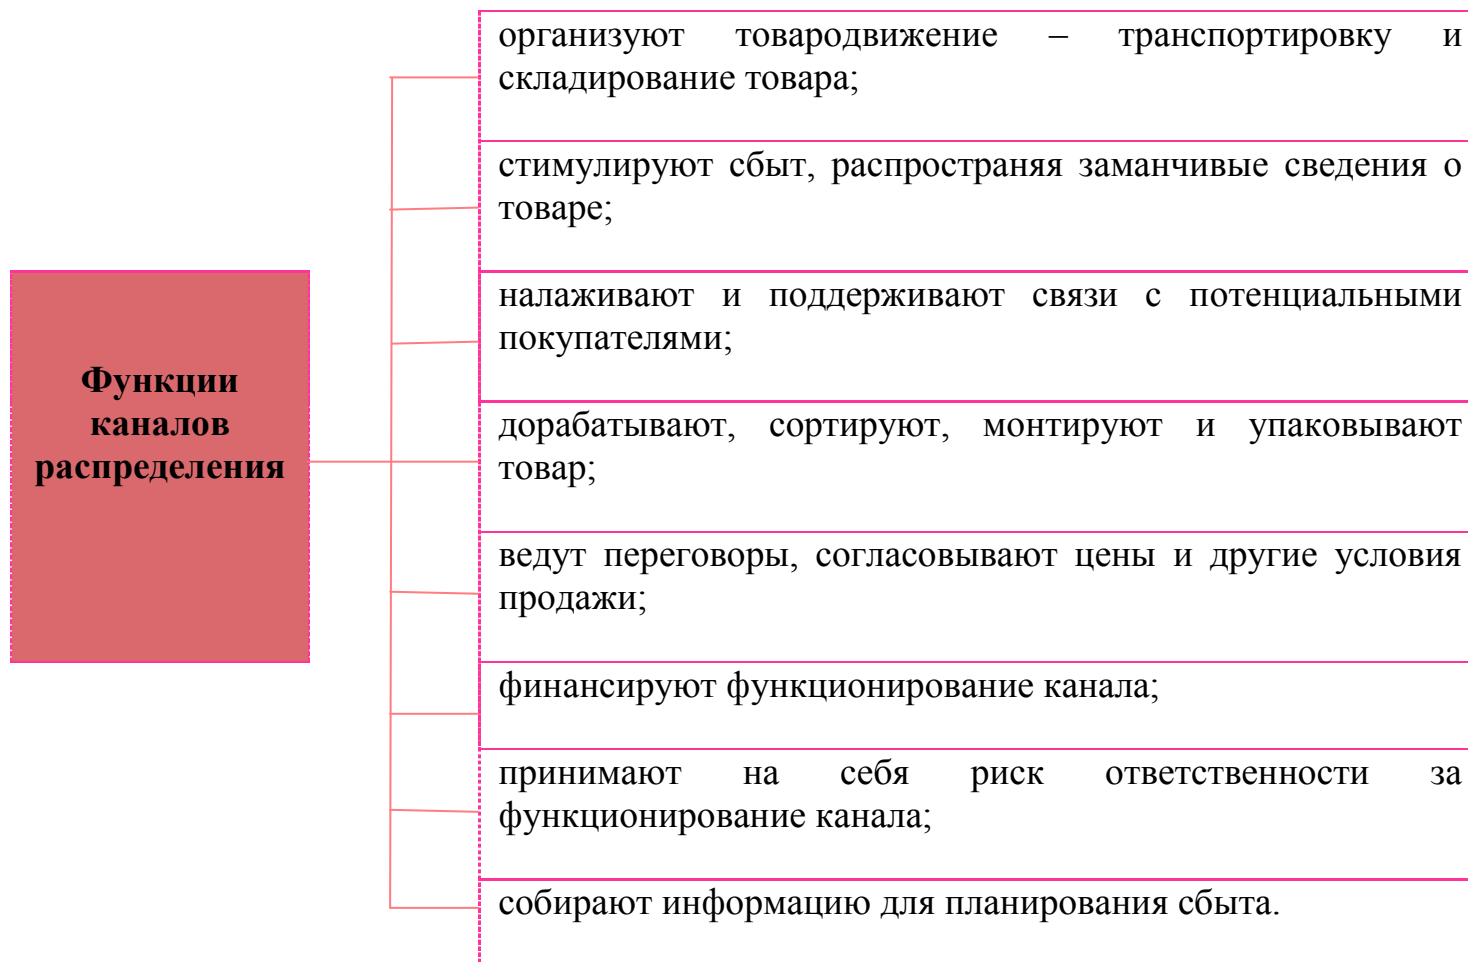 Функции
каналов
распределения
организуют товародвижение – транспортировку и
складирование товара;
стимулируют сбыт, распространяя заманчивые сведения о
товаре;
налаживают и поддерживают связи с потенциальными
покупателями;
дорабатывают, сортируют, монтируют и упаковывают
товар;
ведут переговоры, согласовывают цены и другие условия
продажи;
финансируют функционирование канала;
принимают на себя риск ответственности за
функционирование канала;
собирают информацию для планирования сбыта.